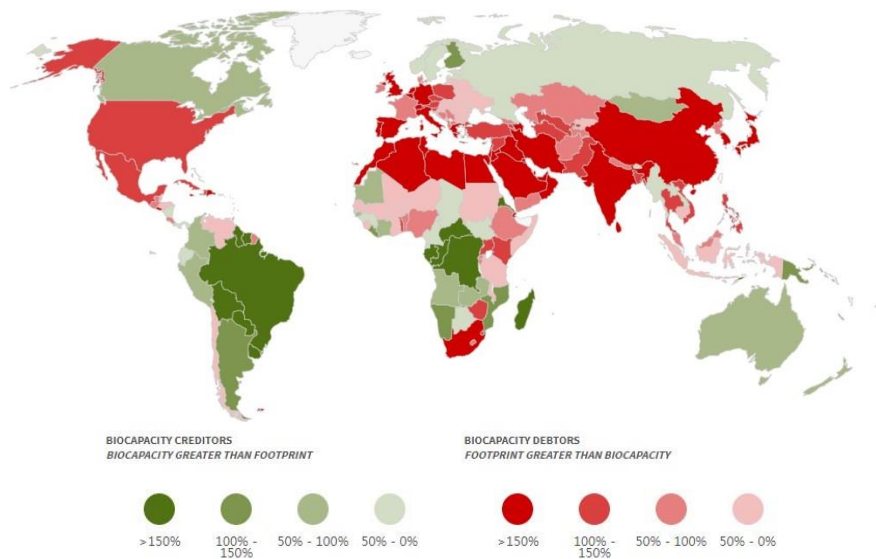 BIOCAPACITY CREDITORS
BIOCAPACITY GREATER THAN FOOTPRINT
>150%
100% -
150%
50% - 100%
50% - 0%
BIOCAPACITY DEBTORS
FOOTPRINT GREATER THAN BIOCAPACITY
>150%
100% -
150%
50% - 100%
50% - 0%